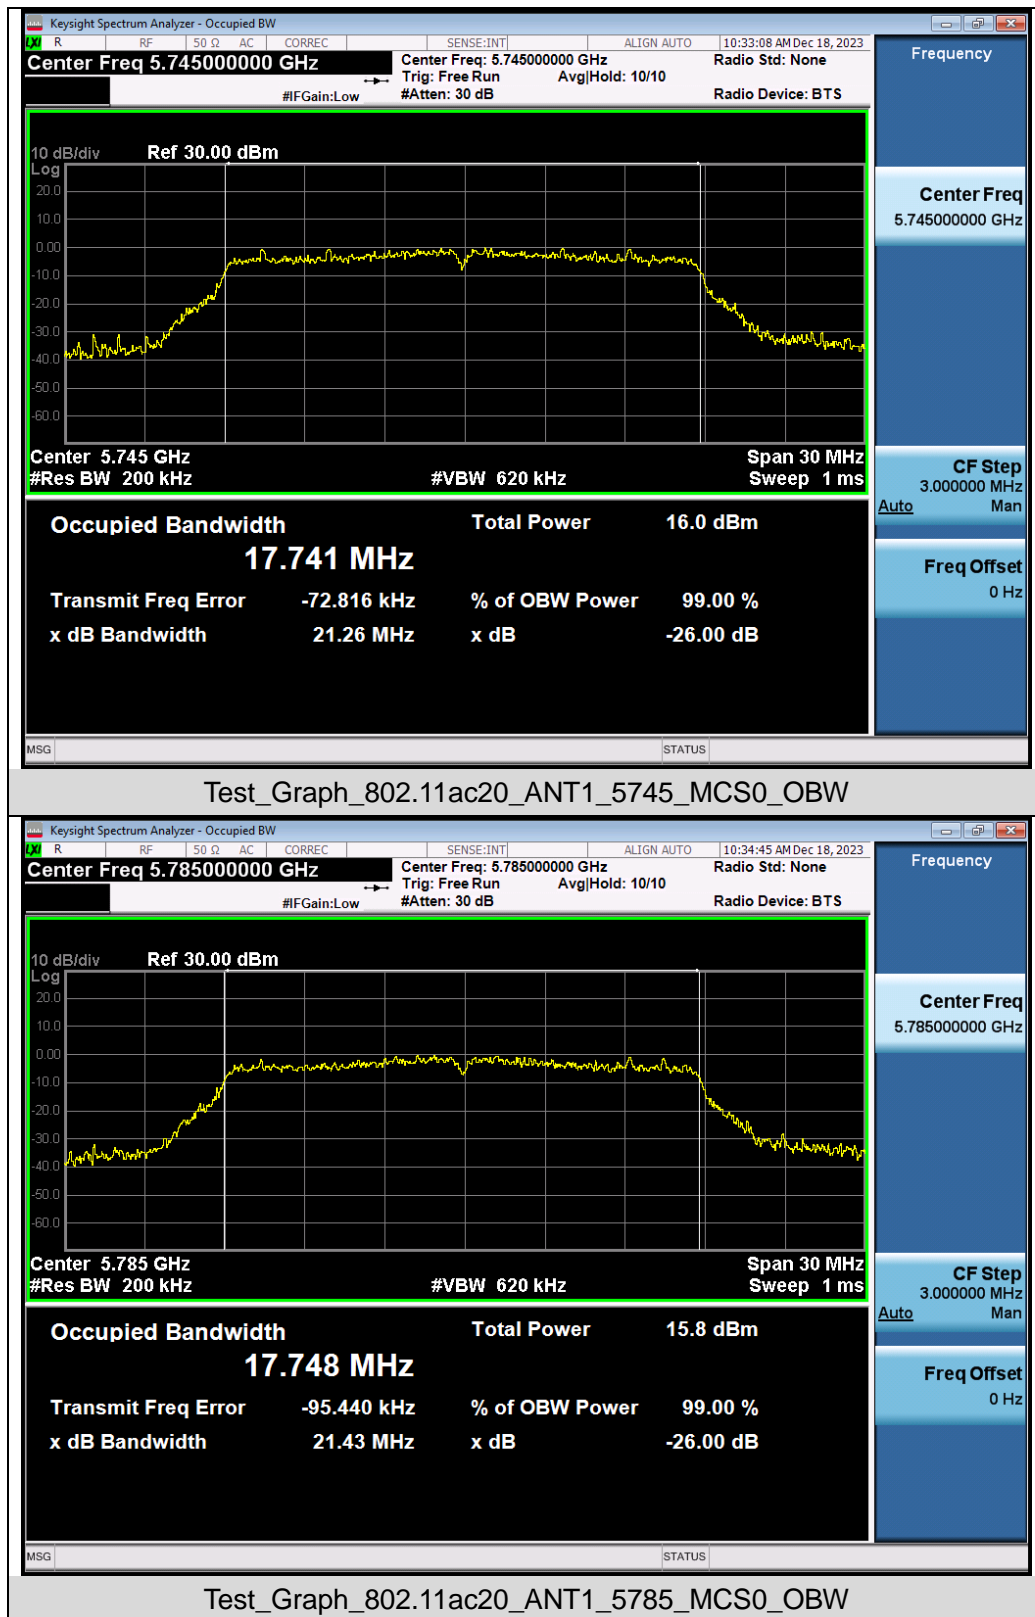 Keysight Spectrum Analyzer - Occupied BW
LXI R RF 50 Ω AC CORREC SENSE:INT ALIGN AUTO 10:33:08 AM Dec 18, 2023
Center Freq 5.745000000 GHz
Center Freq: 5.745000000 GHz
Radio Std: None
Trig: Free Run Avg|Hold: 10/10
#IFGain:Low
#Atten: 30 dB
Radio Device: BTS
Frequency
10 dB/div Ref 30.00 dBm
Log
20.0
10.0
0.00
-10.0
-20.0
-30.0
-40.0
-50.0
-60.0
Center Freq
5.745000000 GHz
Center 5.745 GHz Span 30 MHz
#Res BW 200 kHz #VBW 620 kHz Sweep 1 ms
CF Step
3.000000 MHz
Auto Man
Freq Offset
0 Hz
Occupied Bandwidth Total Power 16.0 dBm
17.741 MHz
Transmit Freq Error -72.816 kHz % of OBW Power 99.00 %
x dB Bandwidth 21.26 MHz x dB -26.00 dB
MSG STATUS
Test_Graph_802.11ac20_ANT1_5745_MCS0_OBW
Keysight Spectrum Analyzer - Occupied BW
LXI R RF 50 Ω AC CORREC SENSE:INT ALIGN AUTO 10:34:45 AM Dec 18, 2023
Center Freq 5.785000000 GHz
Center Freq: 5.785000000 GHz
Radio Std: None
Trig: Free Run Avg|Hold: 10/10
#IFGain:Low
#Atten: 30 dB
Radio Device: BTS
Frequency
10 dB/div Ref 30.00 dBm
Log
20.0
10.0
0.00
-10.0
-20.0
-30.0
-40.0
-50.0
-60.0
Center Freq
5.785000000 GHz
Center 5.785 GHz Span 30 MHz
#Res BW 200 kHz #VBW 620 kHz Sweep 1 ms
CF Step
3.000000 MHz
Auto Man
Freq Offset
0 Hz
Occupied Bandwidth Total Power 15.8 dBm
17.748 MHz
Transmit Freq Error -95.440 kHz % of OBW Power 99.00 %
x dB Bandwidth 21.43 MHz x dB -26.00 dB
MSG STATUS
Test_Graph_802.11ac20_ANT1_5785_MCS0_OBW